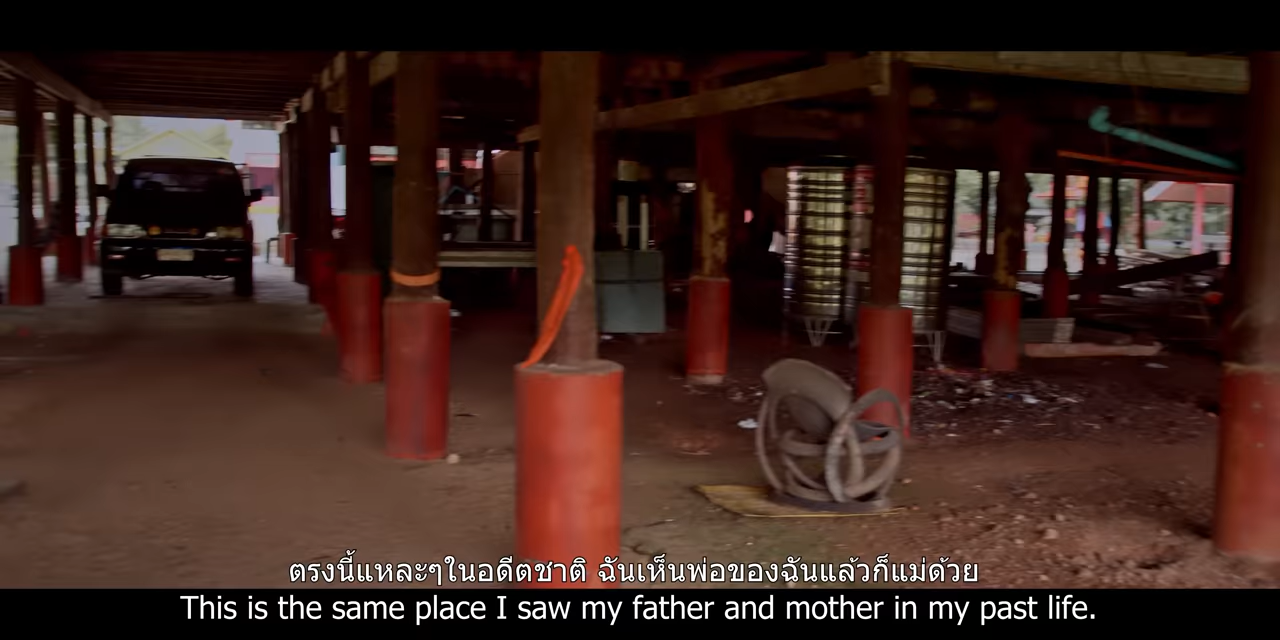 ตรงนี้แหละๆในอดีตชาติ ฉันเห็นพ่อของฉันแล้วก็แม่ด้วย
This is the same place I saw my father and mother in my past life.